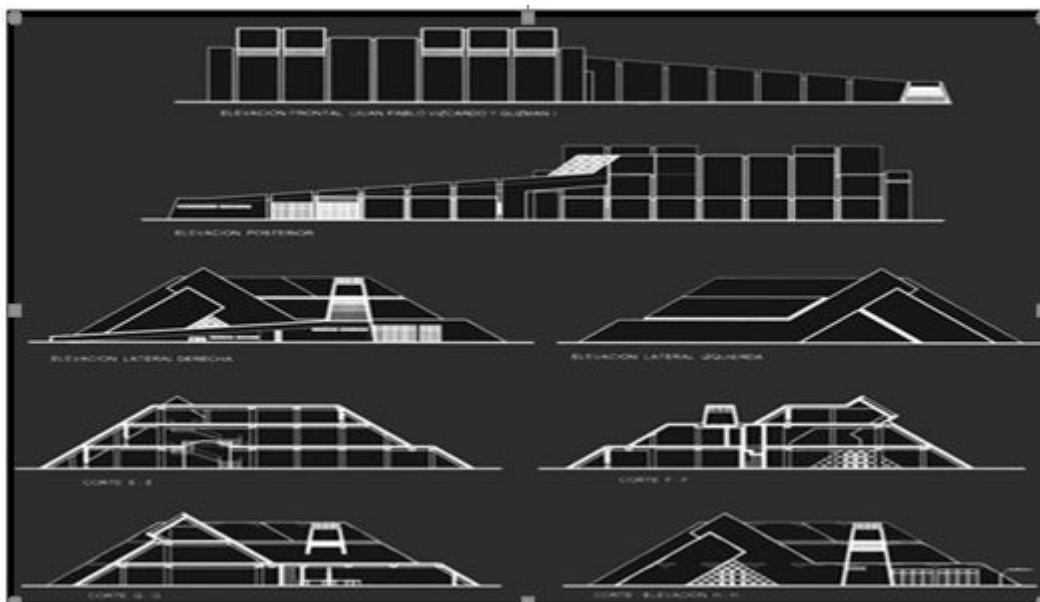 ELEVACION FRONTAL (JUAN PABLO VIZCARDO Y GUZMAN )
ELEVACION POSTERIOR
ELEVACION LATERAL DERECHA
ELEVACION LATERAL IZQUIERDA
CORTE E - E
CORTE F - F
CORTE G - G
CORTE - ELEVACION H - H